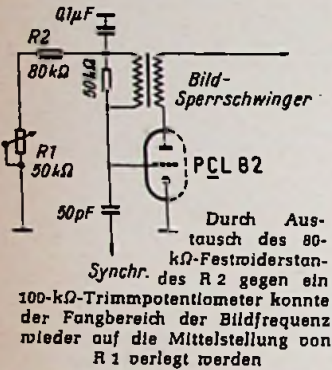 0,1µF
R2
80kΩ
50kΩ
Bild-
Sperrschwinger
R1
50kΩ
PCL 82
50pF
Synchr.
Durch Aus-
tausch des 80-
kΩ-Festwiderstan-
des R 2 gegen ein
100-kΩ-Trimmpotentiometer konnte
der Fangbereich der Bildfrequenz
wieder auf die Mittelstellung von
R 1 verlegt werden